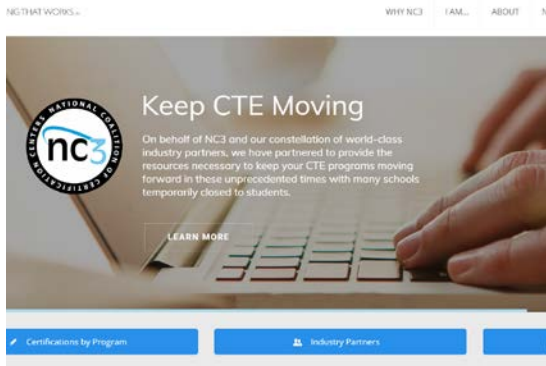 NG THAT WORKS
WHY NC3 I AM... ABOUT N
NATIONAL COALITION OF CERTIFICATION CENTERS
nc3
Keep CTE Moving
On behalf of NC3 and our constellation of world-class
industry partners, we have partnered to provide the
resources necessary to keep your CTE programs moving
forward in these unprecedented times with many schools
temporarily closed to students.
LEARN MORE
Certifications by Program
Industry Partners